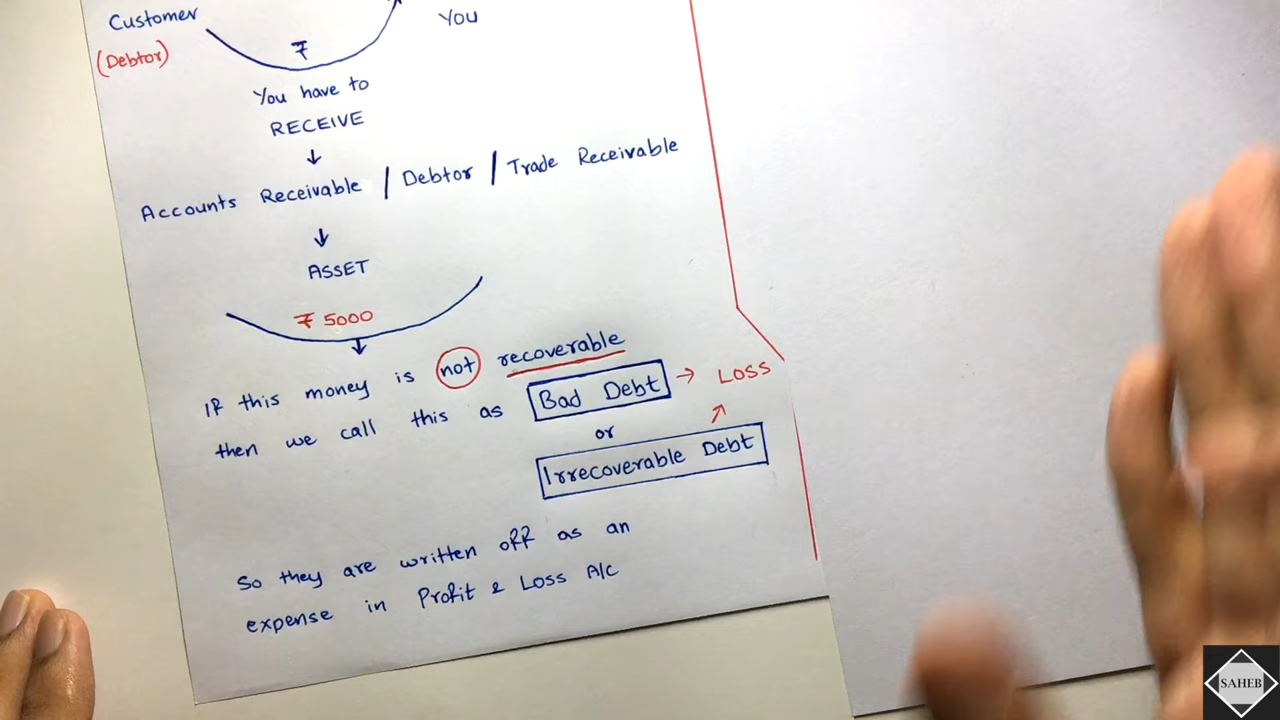 Customer
YOU
(Debtor)
₹
You have to
RECEIVE
↓
Accounts Receivable / Debtor / Trade Receivable
↓
ASSET
₹ 5000
↓
If this money is not recoverable
then we call this as Bad Debt → LOSS
or
Irrecoverable Debt
So they are written off as an
expense in Profit & Loss A/c
SAHEB